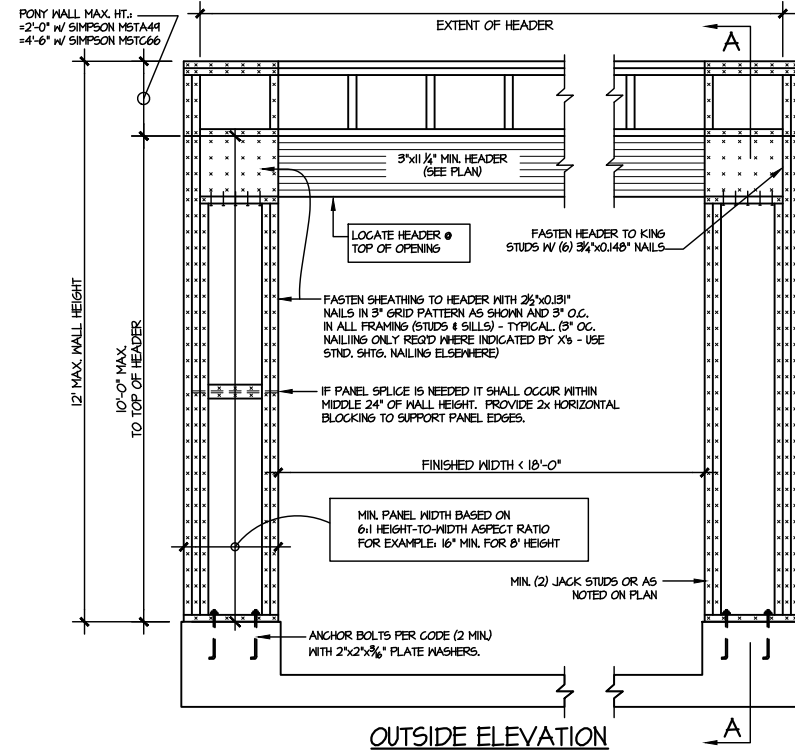 PONY WALL MAX. HT.:
=2'-0" W/ SIMPSON MSTA49
=4'-6" W/ SIMPSON MSTC66
EXTENT OF HEADER
A
3"x11 1/4" MIN. HEADER
(SEE PLAN)
LOCATE HEADER @
TOP OF OPENING
FASTEN HEADER TO KING
STUDS W/ (6) 3 1/4"x0.148" NAILS
FASTEN SHEATHING TO HEADER WITH 2 1/2"x0.131"
NAILS IN 3" GRID PATTERN AS SHOWN AND 3" O.C.
IN ALL FRAMING (STUDS & SILLS) - TYPICAL. (3" OC.
NAILING ONLY REQ'D WHERE INDICATED BY X's - USE
STND. SHTG. NAILING ELSEWHERE)
12' MAX. WALL HEIGHT
10'-0" MAX.
TO TOP OF HEADER
IF PANEL SPLICE IS NEEDED IT SHALL OCCUR WITHIN
MIDDLE 24" OF WALL HEIGHT. PROVIDE 2x HORIZONTAL
BLOCKING TO SUPPORT PANEL EDGES.
FINISHED WIDTH < 18'-0"
MIN. PANEL WIDTH BASED ON
6:1 HEIGHT-TO-WIDTH ASPECT RATIO
FOR EXAMPLE: 16" MIN. FOR 8' HEIGHT
MIN. (2) JACK STUDS OR AS
NOTED ON PLAN
ANCHOR BOLTS PER CODE (2 MIN.)
WITH 2"x2"x3/16" PLATE WASHERS.
A
OUTSIDE ELEVATION